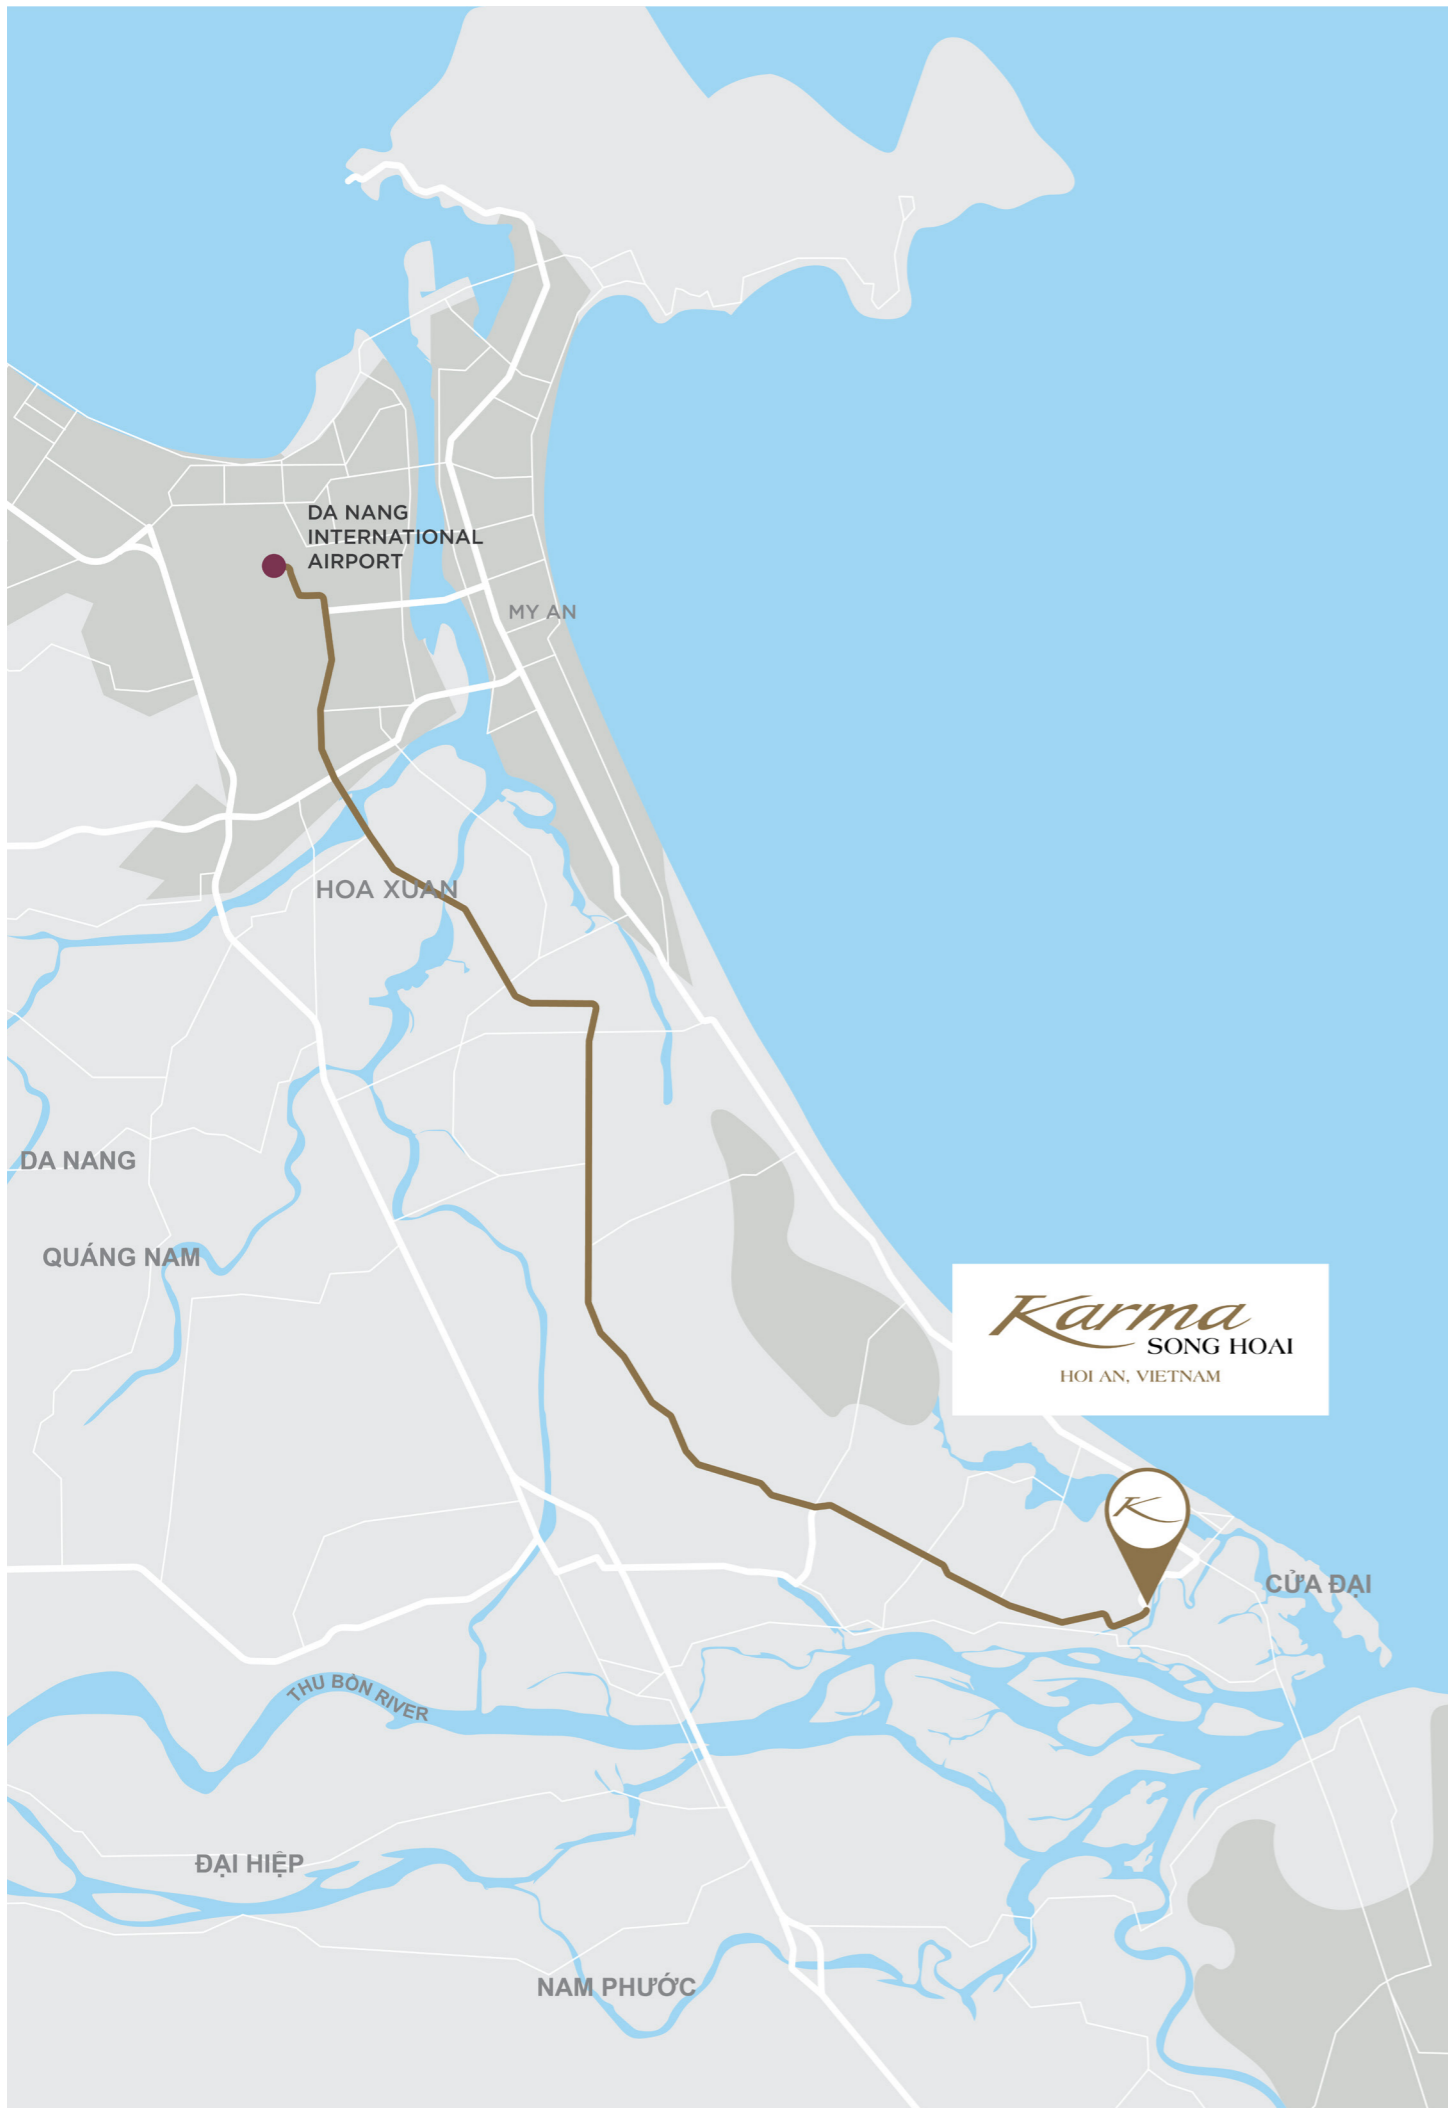 DA NANG
INTERNATIONAL
AIRPORT
MY AN
HOA XUAN
DA NANG
QUÁNG NAM
Karma
SONG HOAI
HOI AN, VIETNAM
K
CỬA ĐẠI
THU BỒN RIVER
ĐẠI HIỆP
NAM PHƯỚC